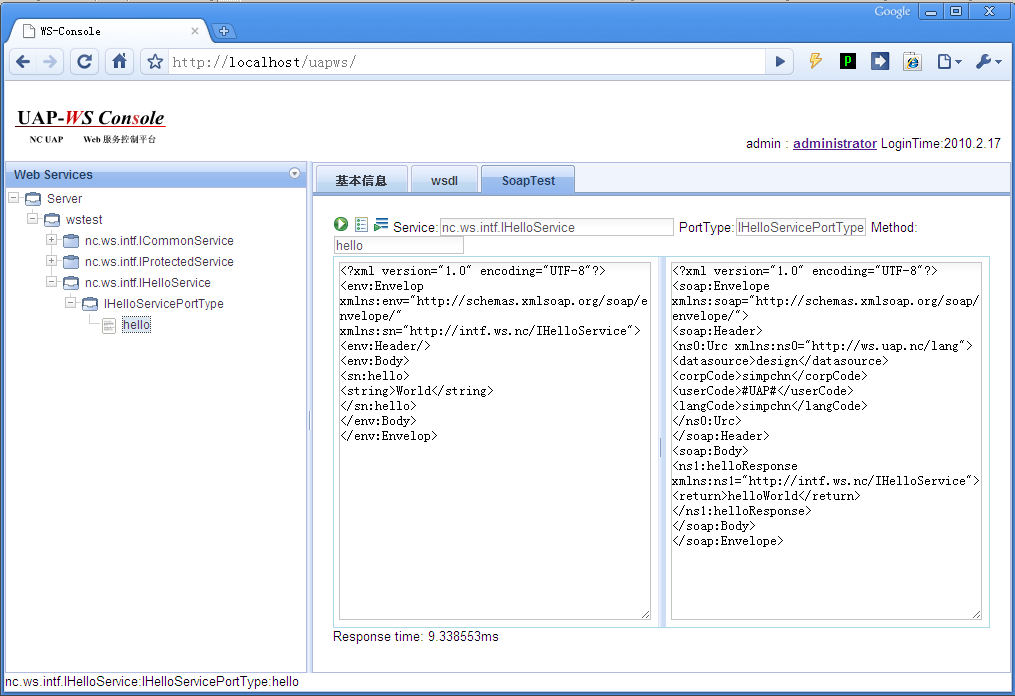 Google
WS-Console
http://localhost/uapws/
UAP-WS Console
NC UAP Web 服务控制平台
admin : administrator LoginTime:2010.2.17
Web Services
Server
wstest
nc.ws.intf.ICommonService
nc.ws.intf.IProtectedService
nc.ws.intf.IHelloService
IHelloServicePortType
hello
基本信息 wsdl SoapTest
Service: nc.ws.intf.IHelloService PortType: IHelloServicePortType Method:
hello
<?xml version="1.0" encoding="UTF-8"?>
<env:Envelop
xmlns:env="http://schemas.xmlsoap.org/soap/e
nvelope/"
xmlns:sn="http://intf.ws.nc/IHelloService">
<env:Header/>
<env:Body>
<sn:hello>
<string>World</string>
</sn:hello>
</env:Body>
</env:Envelop>
<?xml version="1.0" encoding="UTF-8"?>
<soap:Envelope
xmlns:soap="http://schemas.xmlsoap.org/soap/
envelope/">
<soap:Header>
<ns0:Urc xmlns:ns0="http://ws.uap.nc/lang">
<datasource>design</datasource>
<corpCode>simpchn</corpCode>
<userCode>#UAP#</userCode>
<langCode>simpchn</langCode>
</ns0:Urc>
</soap:Header>
<soap:Body>
<ns1:helloResponse
xmlns:ns1="http://intf.ws.nc/IHelloService">
<return>helloWorld</return>
</ns1:helloResponse>
</soap:Body>
</soap:Envelope>
Response time: 9.338553ms
nc.ws.intf.IHelloService:IHelloServicePortType:hello